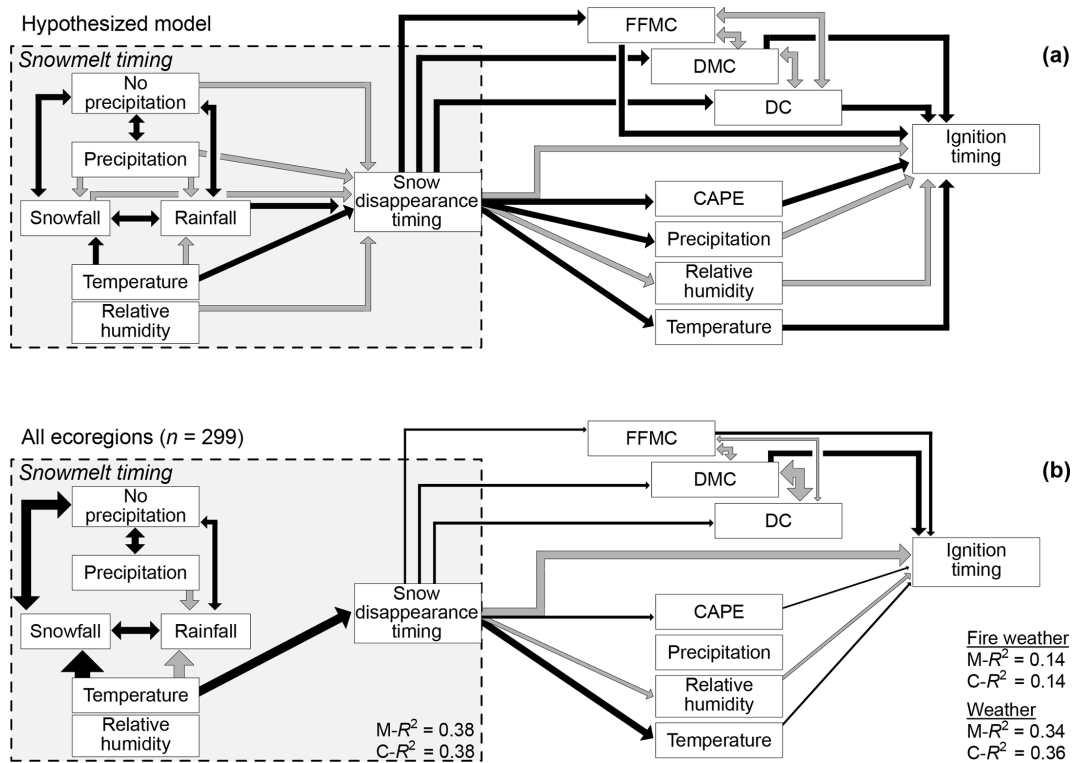 Hypothesized model
(a)
Snowmelt timing
No
precipitation
Precipitation
Snowfall
Rainfall
Temperature
Relative
humidity
Snow
disappearance
timing
FFMC
DMC
DC
CAPE
Precipitation
Relative
humidity
Temperature
Ignition
timing
All ecoregions (n = 299)
(b)
Snowmelt timing
No
precipitation
Precipitation
Snowfall
Rainfall
Temperature
Relative
humidity
M-R² = 0.38
C-R² = 0.38
Snow
disappearance
timing
FFMC
DMC
DC
CAPE
Precipitation
Relative
humidity
Temperature
Ignition
timing
Fire weather
M-R² = 0.14
C-R² = 0.14
Weather
M-R² = 0.34
C-R² = 0.36